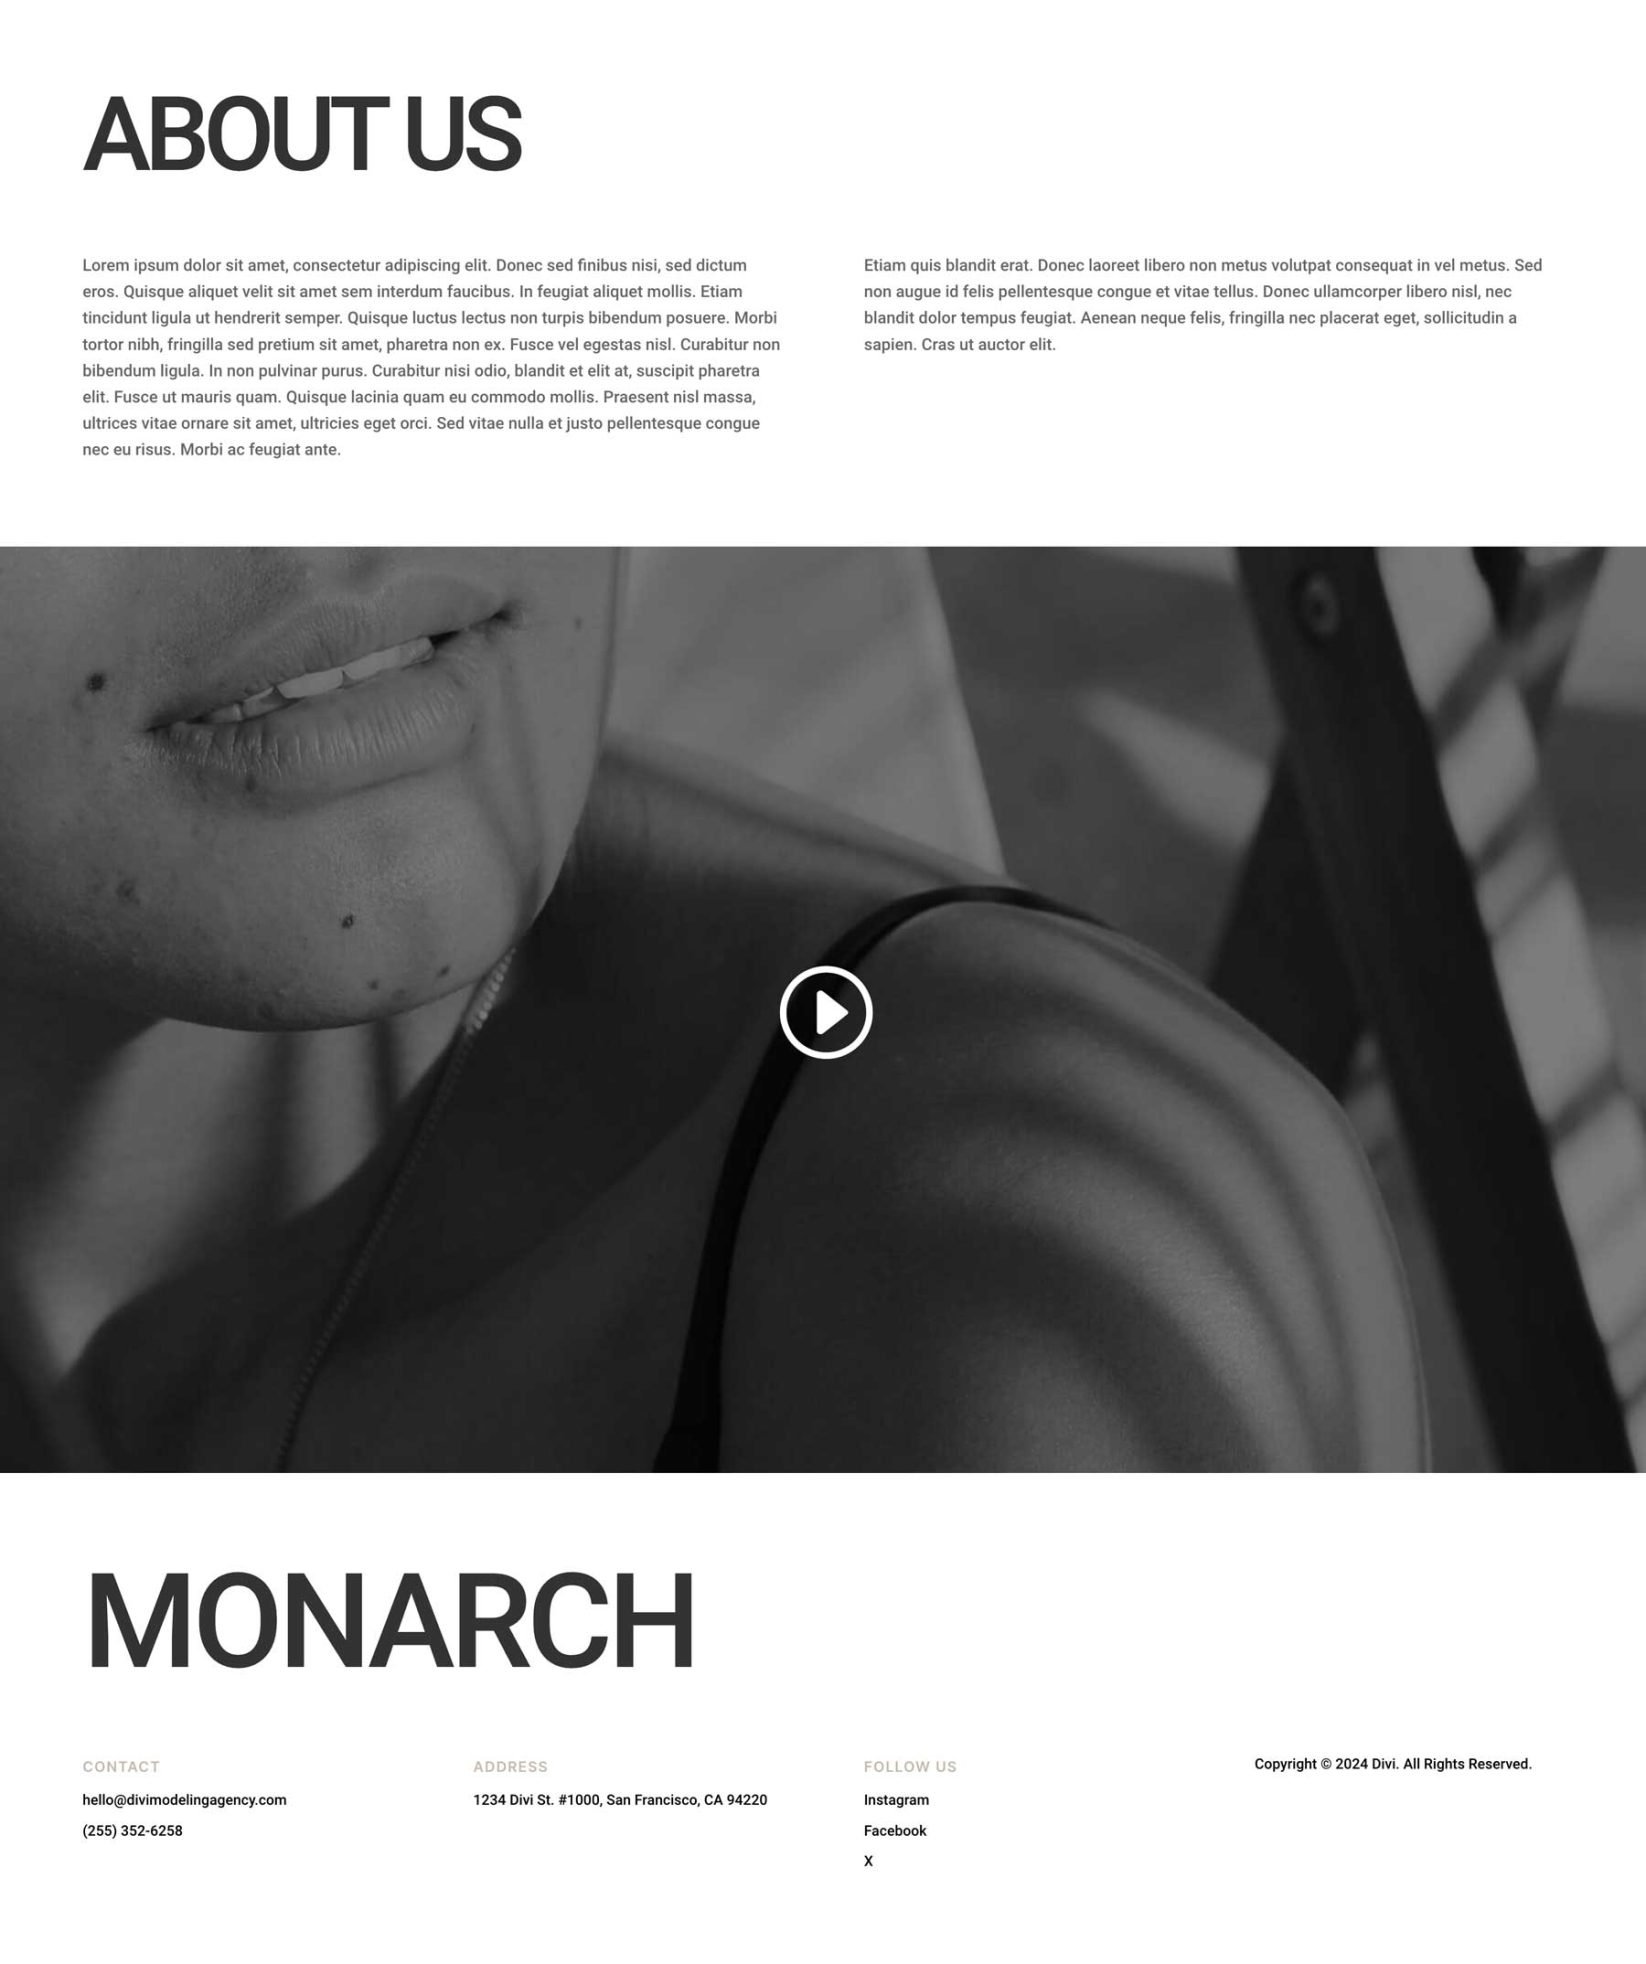 ABOUT US
Lorem ipsum dolor sit amet, consectetur adipiscing elit. Donec sed finibus nisi, sed dictum
eros. Quisque aliquet velit sit amet sem interdum faucibus. In feugiat aliquet mollis. Etiam
tincidunt ligula ut hendrerit semper. Quisque luctus lectus non turpis bibendum posuere. Morbi
tortor nibh, fringilla sed pretium sit amet, pharetra non ex. Fusce vel egestas nisl. Curabitur non
bibendum ligula. In non pulvinar purus. Curabitur nisi odio, blandit et elit at, suscipit pharetra
elit. Fusce ut mauris quam. Quisque lacinia quam eu commodo mollis. Praesent nisl massa,
ultrices vitae ornare sit amet, ultricies eget orci. Sed vitae nulla et justo pellentesque congue
nec eu risus. Morbi ac feugiat ante.
Etiam quis blandit erat. Donec laoreet libero non metus volutpat consequat in vel metus. Sed
non augue id felis pellentesque congue et vitae tellus. Donec ullamcorper libero nisl, nec
blandit dolor tempus feugiat. Aenean neque felis, fringilla nec placerat eget, sollicitudin a
sapien. Cras ut auctor elit.
MONARCH
CONTACT
hello@divimodelingagency.com
(255) 352-6258
ADDRESS
1234 Divi St. #1000, San Francisco, CA 94220
FOLLOW US
Instagram
Facebook
X
Copyright © 2024 Divi. All Rights Reserved.